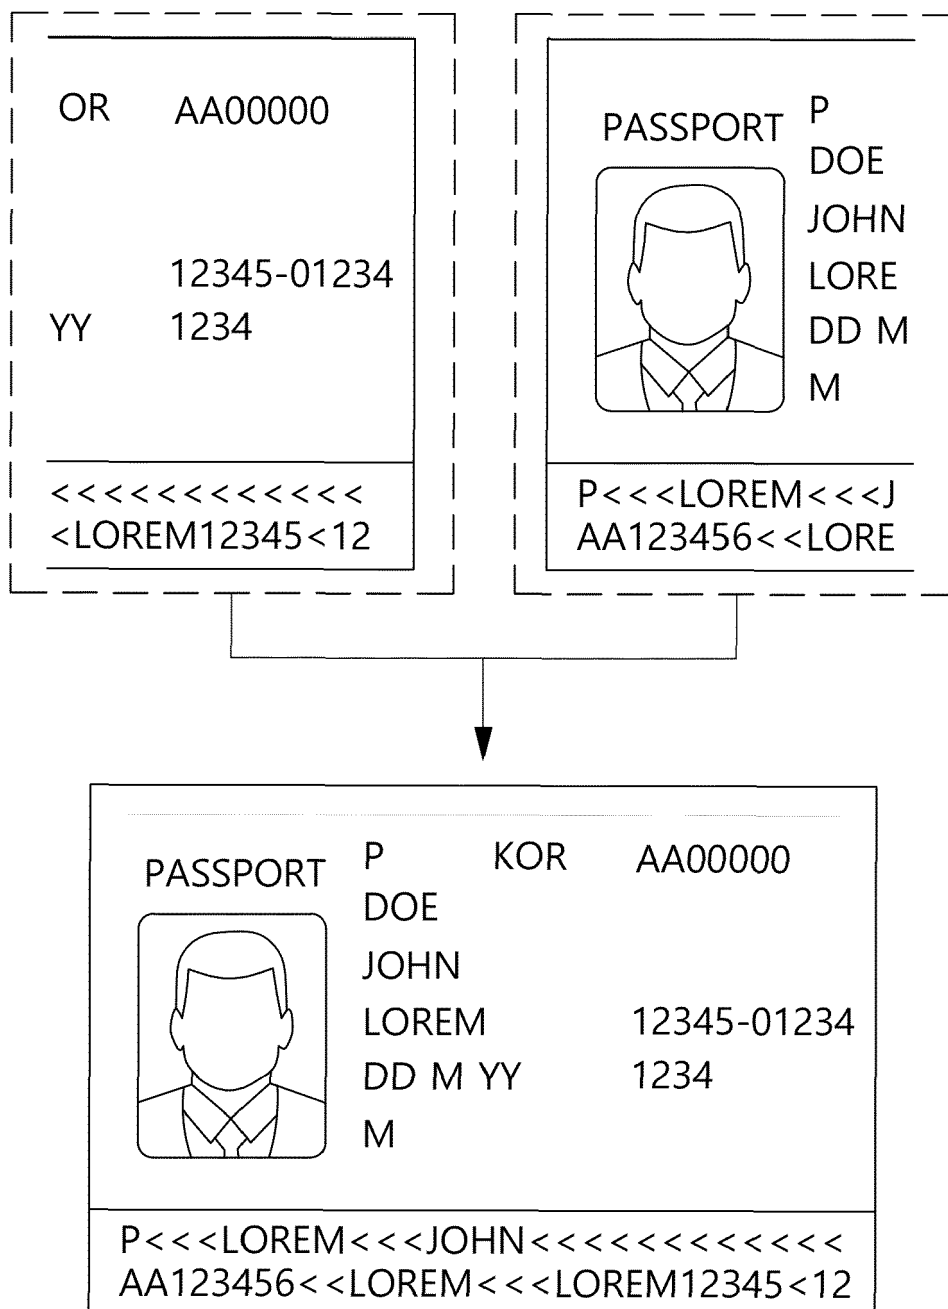 OR AA00000
12345-01234
YY 1234
<<<<<<<<<<<<
<LOREM12345<12
PASSPORT P
DOE
JOHN
LORE
DD M
M
P<<<LOREM<<<J
AA123456<<LORE
PASSPORT P KOR AA00000
DOE
JOHN
LOREM 12345-01234
DD M YY 1234
M
P<<<LOREM<<<JOHN<<<<<<<<<<<<
AA123456<<LOREM<<<LOREM12345<12